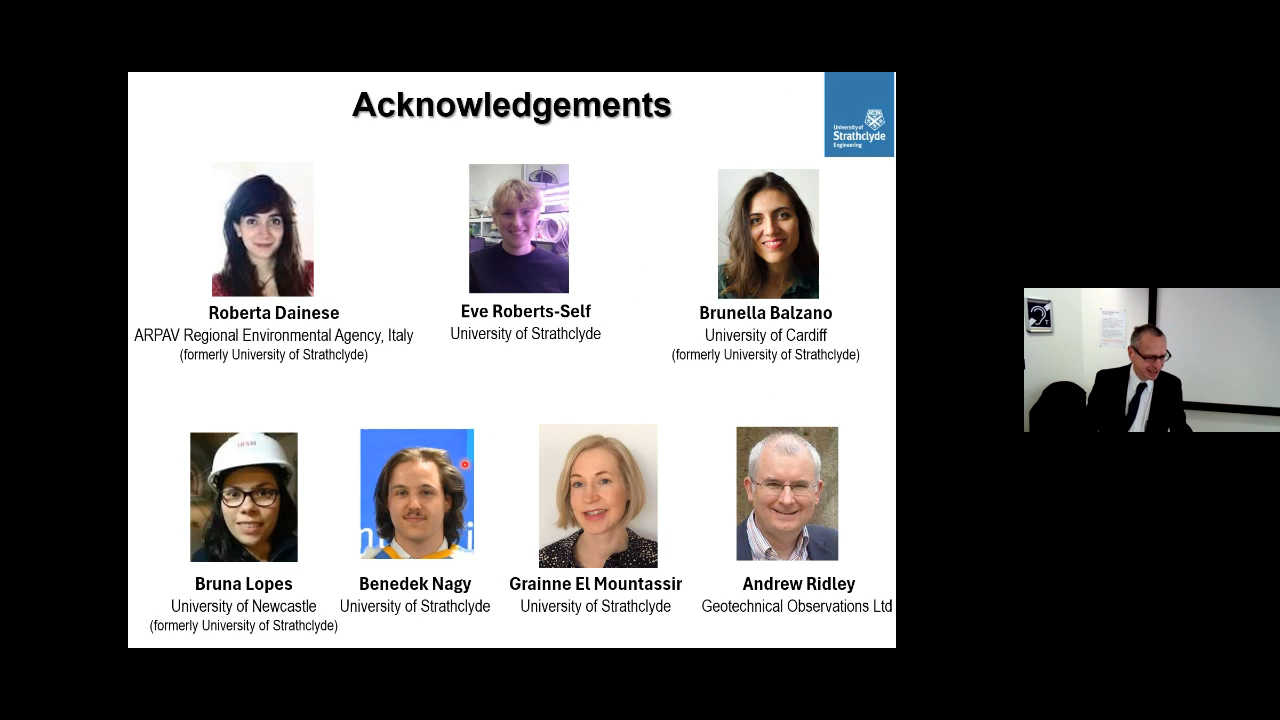 Acknowledgements
University of
Strathclyde
Engineering
Roberta Dainese
ARPAV Regional Environmental Agency, Italy
(formerly University of Strathclyde)
Eve Roberts-Self
University of Strathclyde
Brunella Balzano
University of Cardiff
(formerly University of Strathclyde)
Bruna Lopes
University of Newcastle
(formerly University of Strathclyde)
Benedek Nagy
University of Strathclyde
Grainne El Mountassir
University of Strathclyde
Andrew Ridley
Geotechnical Observations Ltd
T